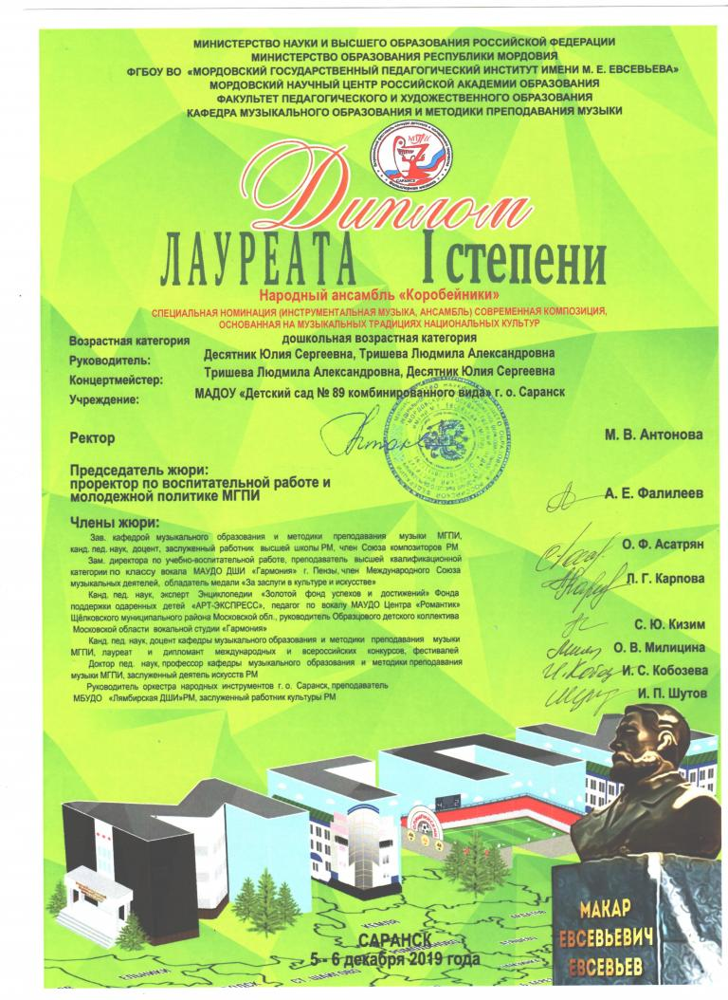 МИНИСТЕРСТВО НАУКИ И ВЫСШЕГО ОБРАЗОВАНИЯ РОССИЙСКОЙ ФЕДЕРАЦИИ
МИНИСТЕРСТВО ОБРАЗОВАНИЯ РЕСПУБЛИКИ МОРДОВИЯ
ФГБОУ ВО «МОРДОВСКИЙ ГОСУДАРСТВЕННЫЙ ПЕДАГОГИЧЕСКИЙ ИНСТИТУТ ИМЕНИ М. Е. ЕВСЕВЬЕВА»
МОРДОВСКИЙ НАУЧНЫЙ ЦЕНТР РОССИЙСКОЙ АКАДЕМИИ ОБРАЗОВАНИЯ
ФАКУЛЬТЕТ ПЕДАГОГИЧЕСКОГО И ХУДОЖЕСТВЕННОГО ОБРАЗОВАНИЯ
КАФЕДРА МУЗЫКАЛЬНОГО ОБРАЗОВАНИЯ И МЕТОДИКИ ПРЕПОДАВАНИЯ МУЗЫКИ
САРАНСК
Диплом
ЛАУРЕАТА I степени
Народный ансамбль «Коробейники»
СПЕЦИАЛЬНАЯ НОМИНАЦИЯ (ИНСТРУМЕНТАЛЬНАЯ МУЗЫКА, АНСАМБЛЬ) СОВРЕМЕННАЯ КОМПОЗИЦИЯ,
ОСНОВАННАЯ НА МУЗЫКАЛЬНЫХ ТРАДИЦИЯХ НАЦИОНАЛЬНЫХ КУЛЬТУР
Возрастная категория дошкольная возрастная категория
Руководитель: Десятник Юлия Сергеевна, Тришева Людмила Александровна
Концертмейстер: Тришева Людмила Александровна, Десятник Юлия Сергеевна
Учреждение: МАДОУ «Детский сад № 89 комбинированного вида» г. о. Саранск
Ректор М. В. Антонова
Председатель жюри:
проректор по воспитательной работе и
молодежной политике МГПИ
А. Е. Фалилеев
Члены жюри:
Зав. кафедрой музыкального образования и методики преподавания музыки МГПИ,
канд. пед. наук, доцент, заслуженный работник высшей школы РМ, член Союза композиторов РМ
О. Ф. Асатрян
Зам. директора по учебно-воспитательной работе, преподаватель высшей квалификационной
категории по классу вокала МАУДО ДШИ «Гармония» г. Пензы, член Международного Союза
музыкальных деятелей, обладатель медали «За заслуги в культуре и искусстве»
Л. Г. Карпова
Канд. пед. наук, эксперт Энциклопедии «Золотой фонд успехов и достижений» Фонда
поддержки одаренных детей «АРТ-ЭКСПРЕСС», педагог по вокалу МАУДО Центра «Романтик»
Щёлковского муниципального района Московской обл., руководитель Образцового детского коллектива
Московской области вокальной студии «Гармония»
С. Ю. Кизим
Канд. пед. наук, доцент кафедры музыкального образования и методики преподавания музыки
МГПИ, лауреат и дипломант международных и всероссийских конкурсов, фестивалей
О. В. Милицина
Доктор пед. наук, профессор кафедры музыкального образования и методики преподавания
музыки МГПИ, заслуженный деятель искусств РМ
И. С. Кобозева
Руководитель оркестра народных инструментов г. о. Саранск, преподаватель
МБУДО «Лямбирская ДШИ»РМ, заслуженный работник культуры РМ
И. П. Шутов
МАКАР
ЕВСЕВЬЕВИЧ
ЕВСЕВЬЕВ
САРАНСК
5 - 6 декабря 2019 года